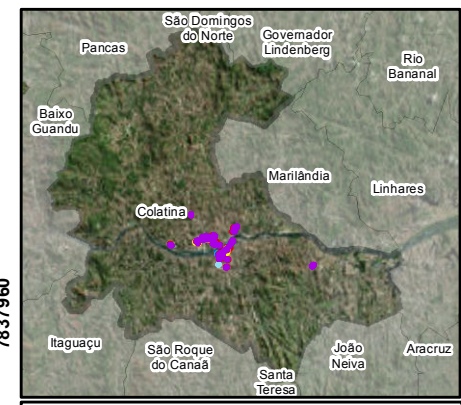 São Domingos
do Norte
Governador
Lindenberg
Pancas
Rio
Bananal
Baixo
Guandu
Marilândia
Linhares
Colatina
7837960
Itaguaçu
São Roque
do Canaã
João
Neiva
Aracruz
Santa
Teresa